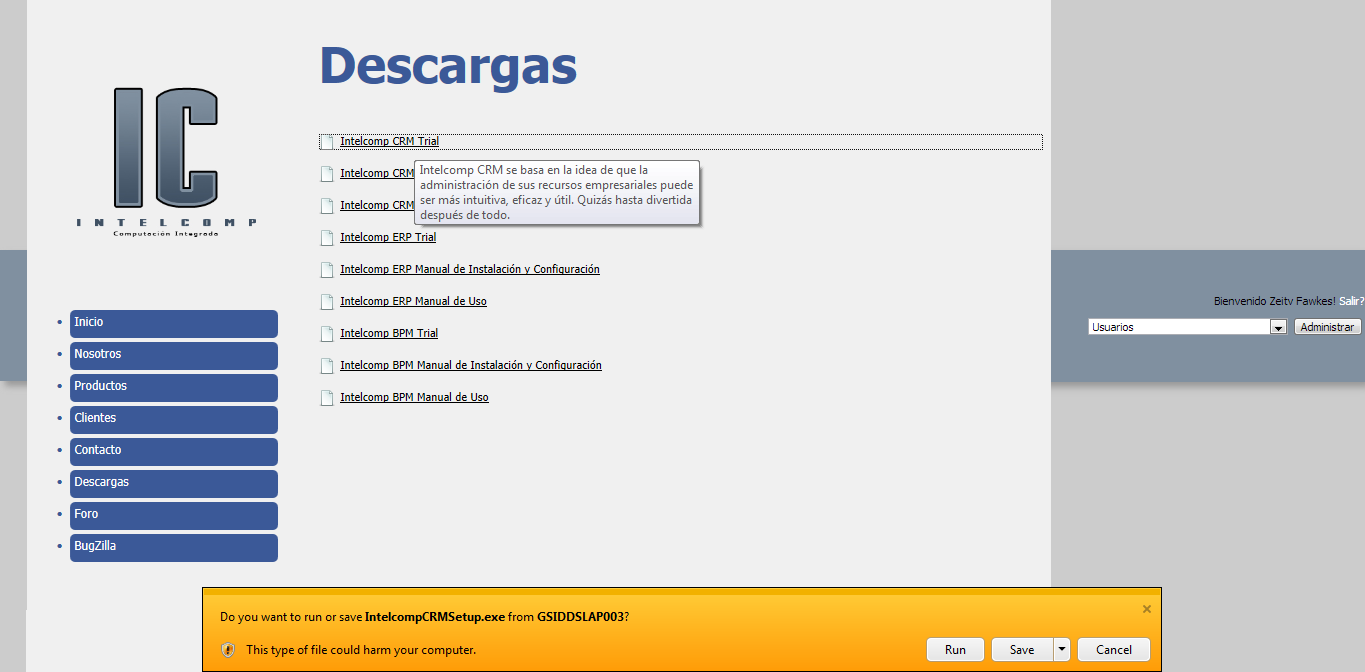 Descargas
IC
INTELCOMP
Computación Integrada
Intelcomp CRM Trial
Intelcomp CRM
Intelcomp CRM
Intelcomp CRM se basa en la idea de que la
administración de sus recursos empresariales puede
ser más intuitiva, eficaz y útil. Quizás hasta divertida
después de todo.
Intelcomp ERP Trial
Intelcomp ERP Manual de Instalación y Configuración
Intelcomp ERP Manual de Uso
Intelcomp BPM Trial
Intelcomp BPM Manual de Instalación y Configuración
Intelcomp BPM Manual de Uso
Inicio
Nosotros
Productos
Clientes
Contacto
Descargas
Foro
BugZilla
Bienvenido Zeity Fawkes! Salir?
Usuarios
Administrar
Do you want to run or save IntelcompCRMSetup.exe from GSIDDSLAP003?
This type of file could harm your computer.
Run
Save
Cancel